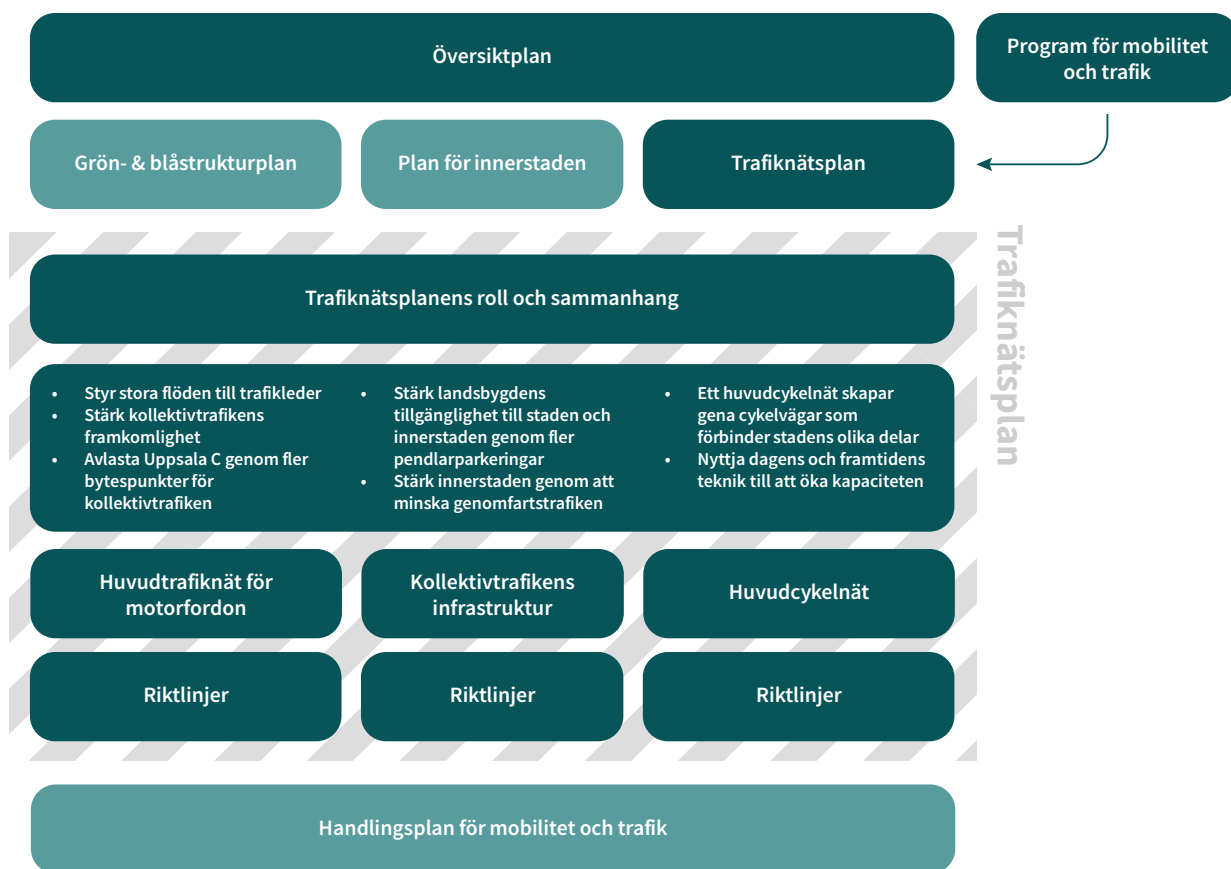 Översiktplan
Program för mobilitet
och trafik
Grön- & blåstrukturplan
Plan för innerstaden
Trafiknätsplan
Trafiknätsplan
Trafiknätsplanens roll och sammanhang
• Styr stora flöden till trafikleder
• Stärk kollektivtrafikens
framkomlighet
• Avlasta Uppsala C genom fler
bytespunkter för
kollektivtrafiken
• Stärk landsbygdens
tillgänglighet till staden och
innerstaden genom fler
pendlarparkeringar
• Stärk innerstaden genom att
minska genomfartstrafiken
• Ett huvudcykelnät skapar
gena cykelvägar som
förbinder stadens olika delar
• Nyttja dagens och framtidens
teknik till att öka kapaciteten
Huvudtrafiknät för
motorfordon
Kollektivtrafikens
infrastruktur
Huvudcykelnät
Riktlinjer
Riktlinjer
Riktlinjer
Handlingsplan för mobilitet och trafik